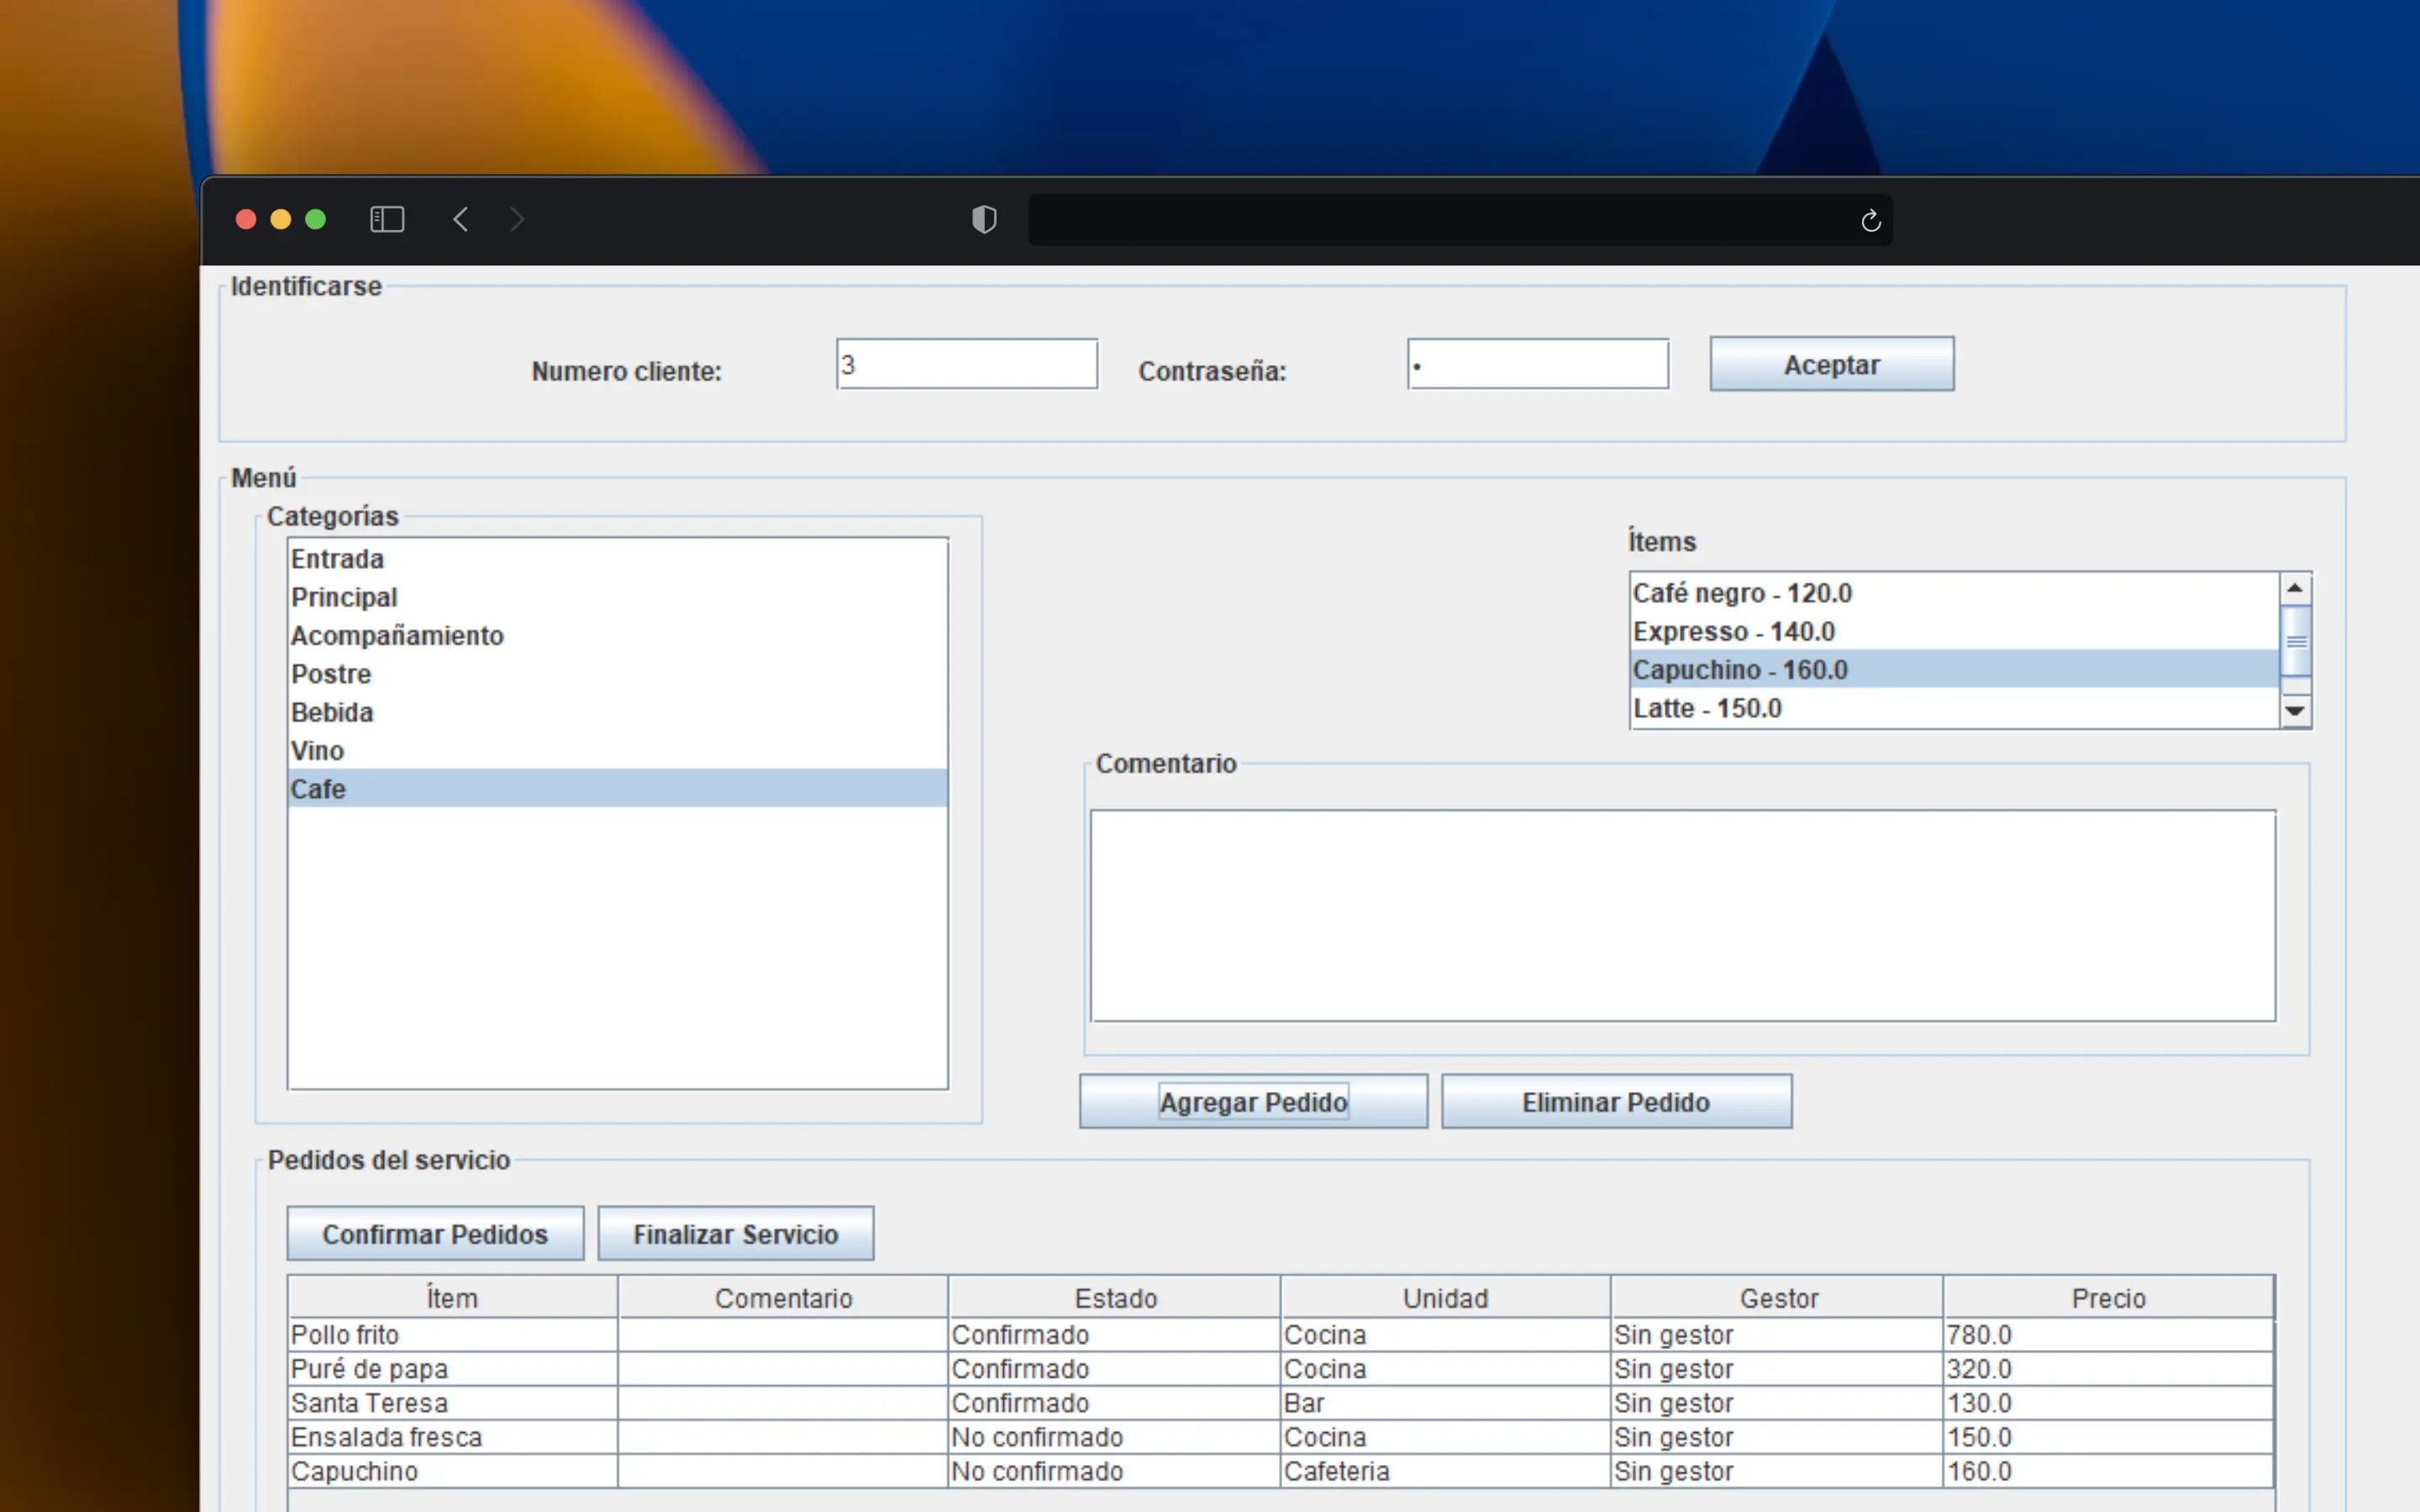 Identificarse
Numero cliente: 3 Contraseña: • Aceptar
Menú
Categorías
Entrada
Principal
Acompañamiento
Postre
Bebida
Vino
Cafe
Ítems
Café negro - 120.0
Expresso - 140.0
Capuchino - 160.0
Latte - 150.0
Comentario
Agregar Pedido Eliminar Pedido
Pedidos del servicio
Confirmar Pedidos Finalizar Servicio
Ítem Comentario Estado Unidad Gestor Precio
Pollo frito Confirmado Cocina Sin gestor 780.0
Puré de papa Confirmado Cocina Sin gestor 320.0
Santa Teresa Confirmado Bar Sin gestor 130.0
Ensalada fresca No confirmado Cocina Sin gestor 150.0
Capuchino No confirmado Cafeteria Sin gestor 160.0